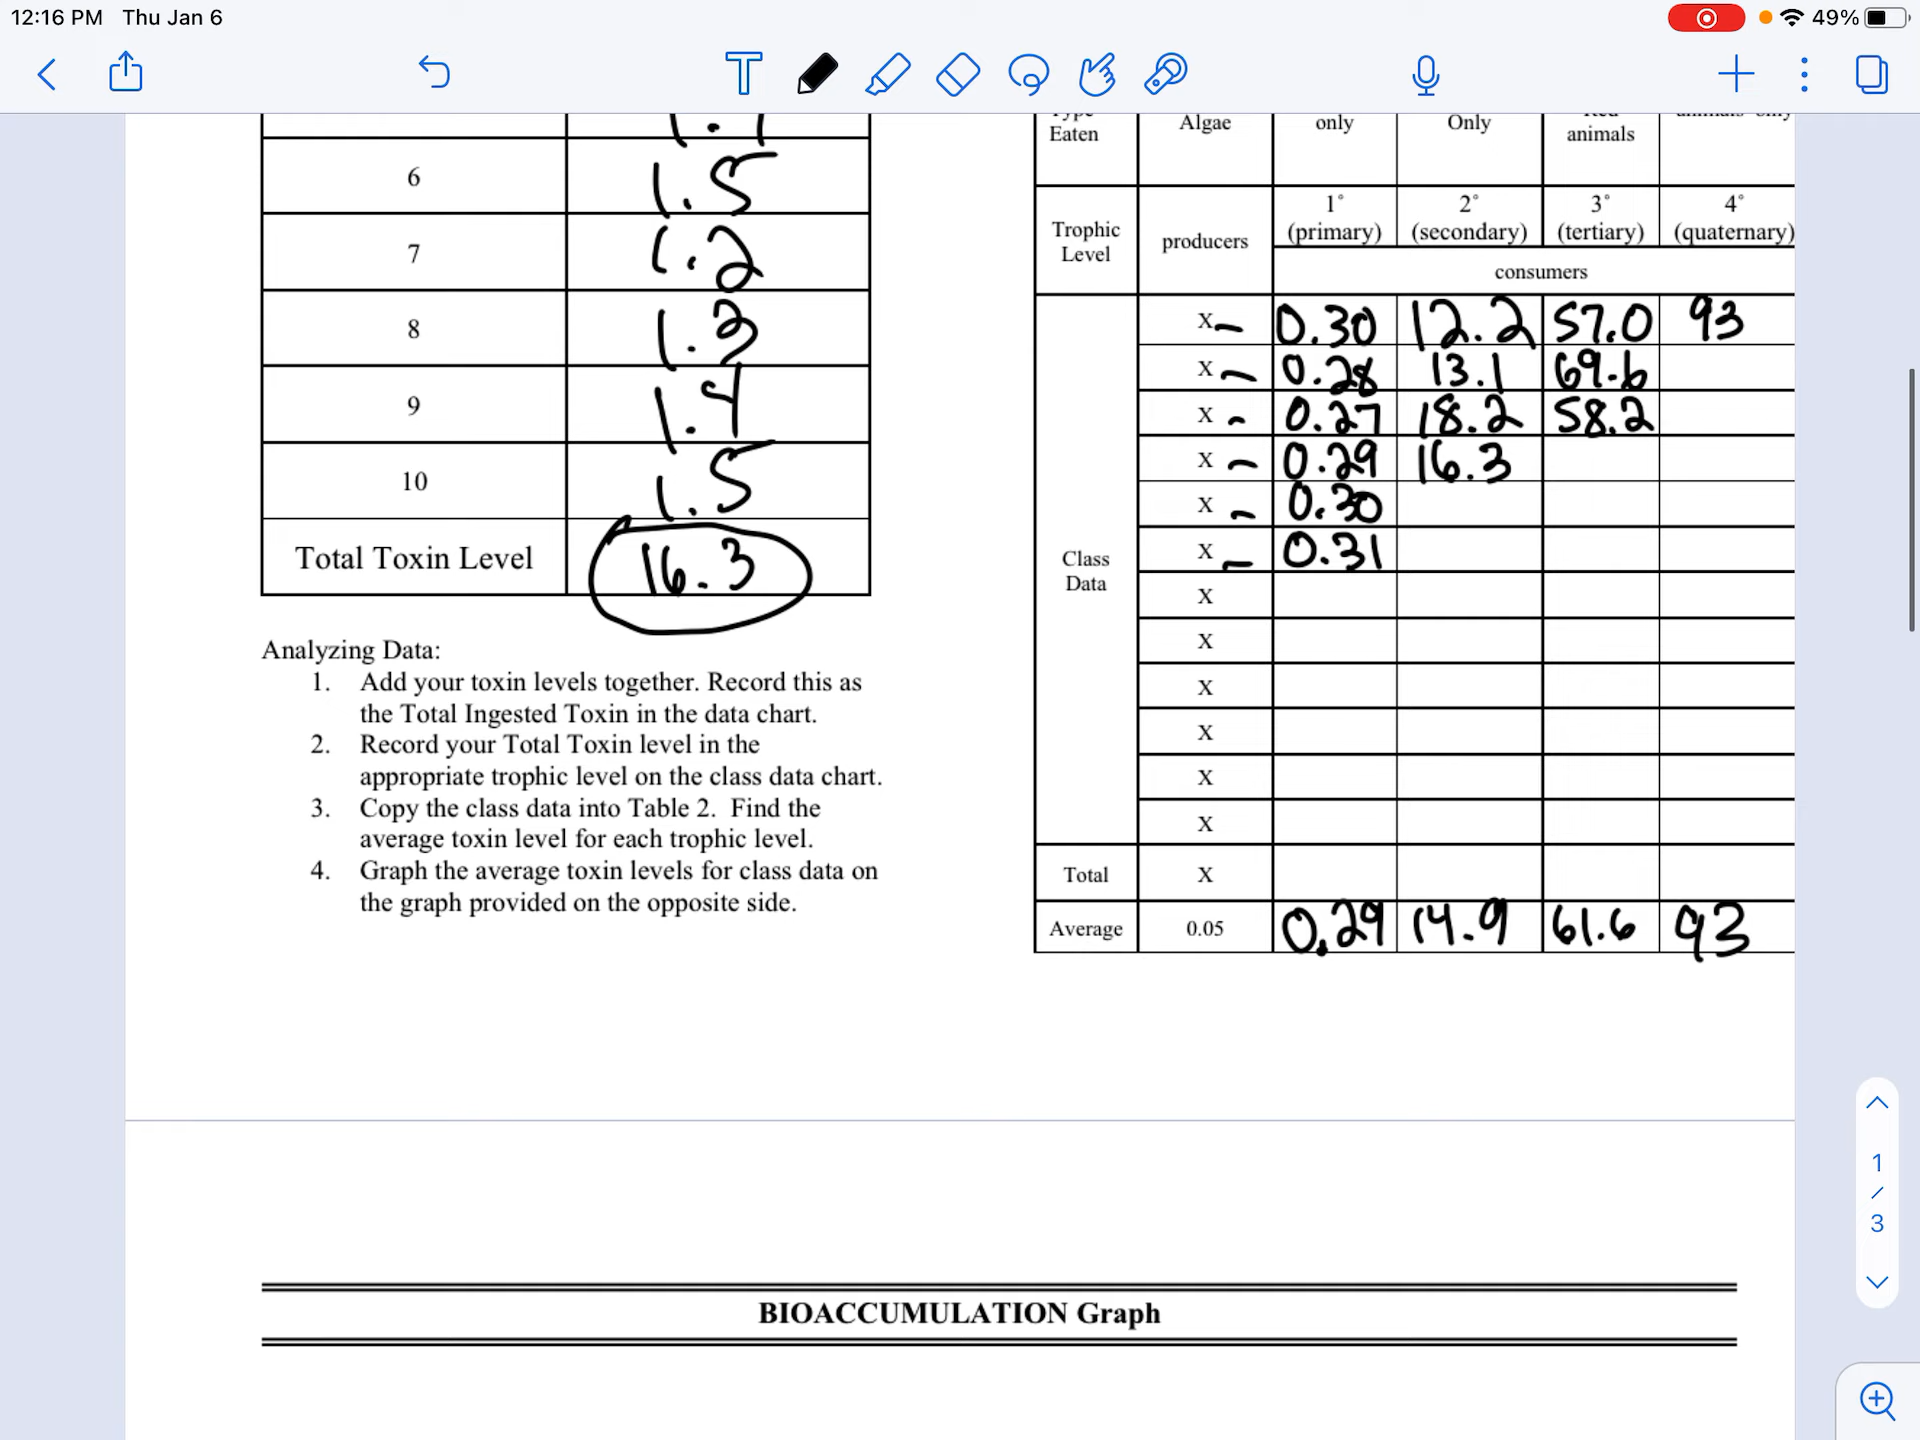 12:16 PM Thu Jan 6
49%
6 1.5
7 1.2
8 1.3
9 1.4
10 1.5
Total Toxin Level 16.3
Analyzing Data:
1. Add your toxin levels together. Record this as
the Total Ingested Toxin in the data chart.
2. Record your Total Toxin level in the
appropriate trophic level on the class data chart.
3. Copy the class data into Table 2. Find the
average toxin level for each trophic level.
4. Graph the average toxin levels for class data on
the graph provided on the opposite side.
Eaten Algae only Only animals
Trophic Level producers 1° (primary) 2° (secondary) 3° (tertiary) 4° (quaternary)
consumers
Class Data
X - 0.30 12.2 57.0 93
X - 0.28 13.1 69.6
X - 0.27 18.2 58.2
X - 0.29 16.3
X - 0.30
X - 0.31
X
X
X
X
X
X
Total X
Average 0.05 0.29 14.9 61.6 93
BIOACCUMULATION Graph
1
/
3